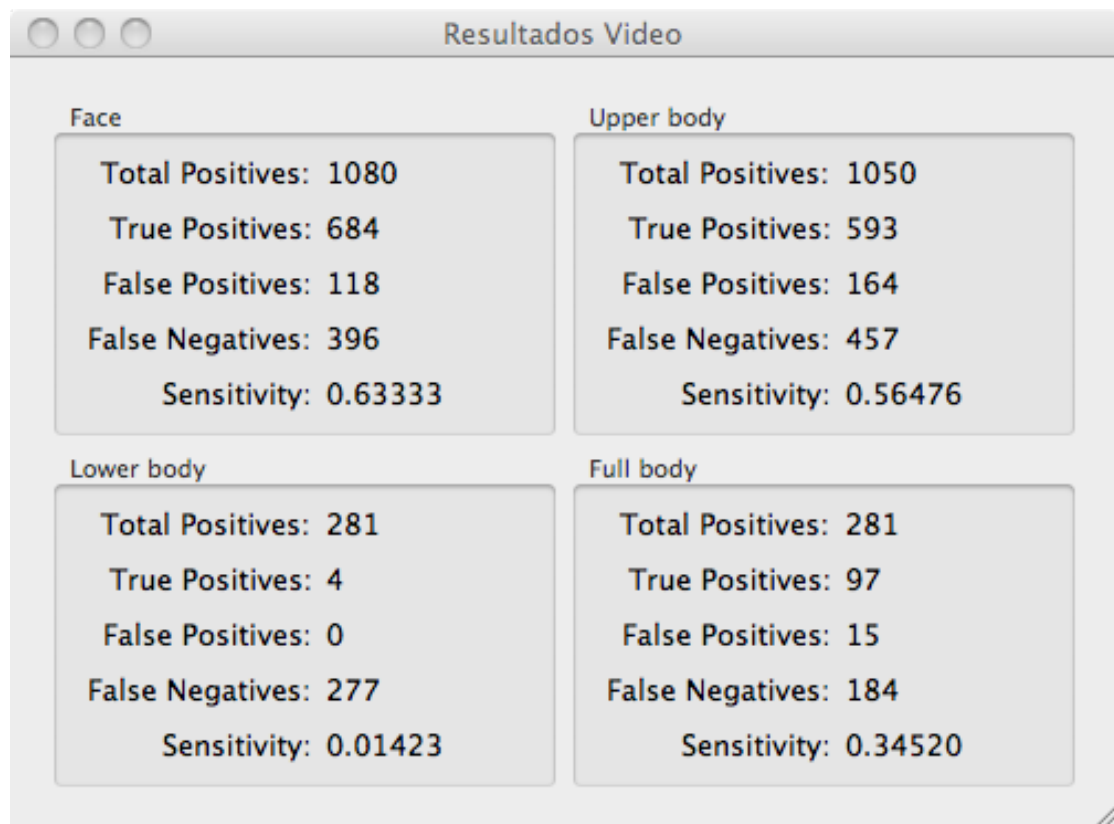 Resultados Video
Face
Total Positives: 1080
True Positives: 684
False Positives: 118
False Negatives: 396
Sensitivity: 0.63333
Upper body
Total Positives: 1050
True Positives: 593
False Positives: 164
False Negatives: 457
Sensitivity: 0.56476
Lower body
Total Positives: 281
True Positives: 4
False Positives: 0
False Negatives: 277
Sensitivity: 0.01423
Full body
Total Positives: 281
True Positives: 97
False Positives: 15
False Negatives: 184
Sensitivity: 0.34520